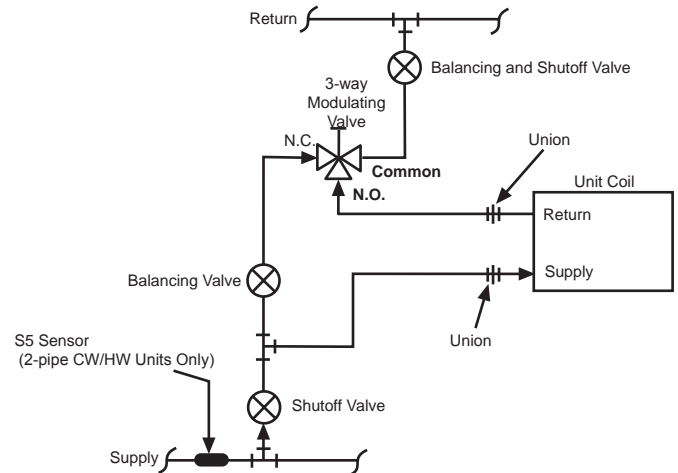 Return
Balancing and Shutoff Valve
3-way
Modulating
Valve
N.C.
Common
N.O.
Union
Unit Coil
Return
Supply
Balancing Valve
Union
S5 Sensor
(2-pipe CW/HW Units Only)
Shutoff Valve
Supply